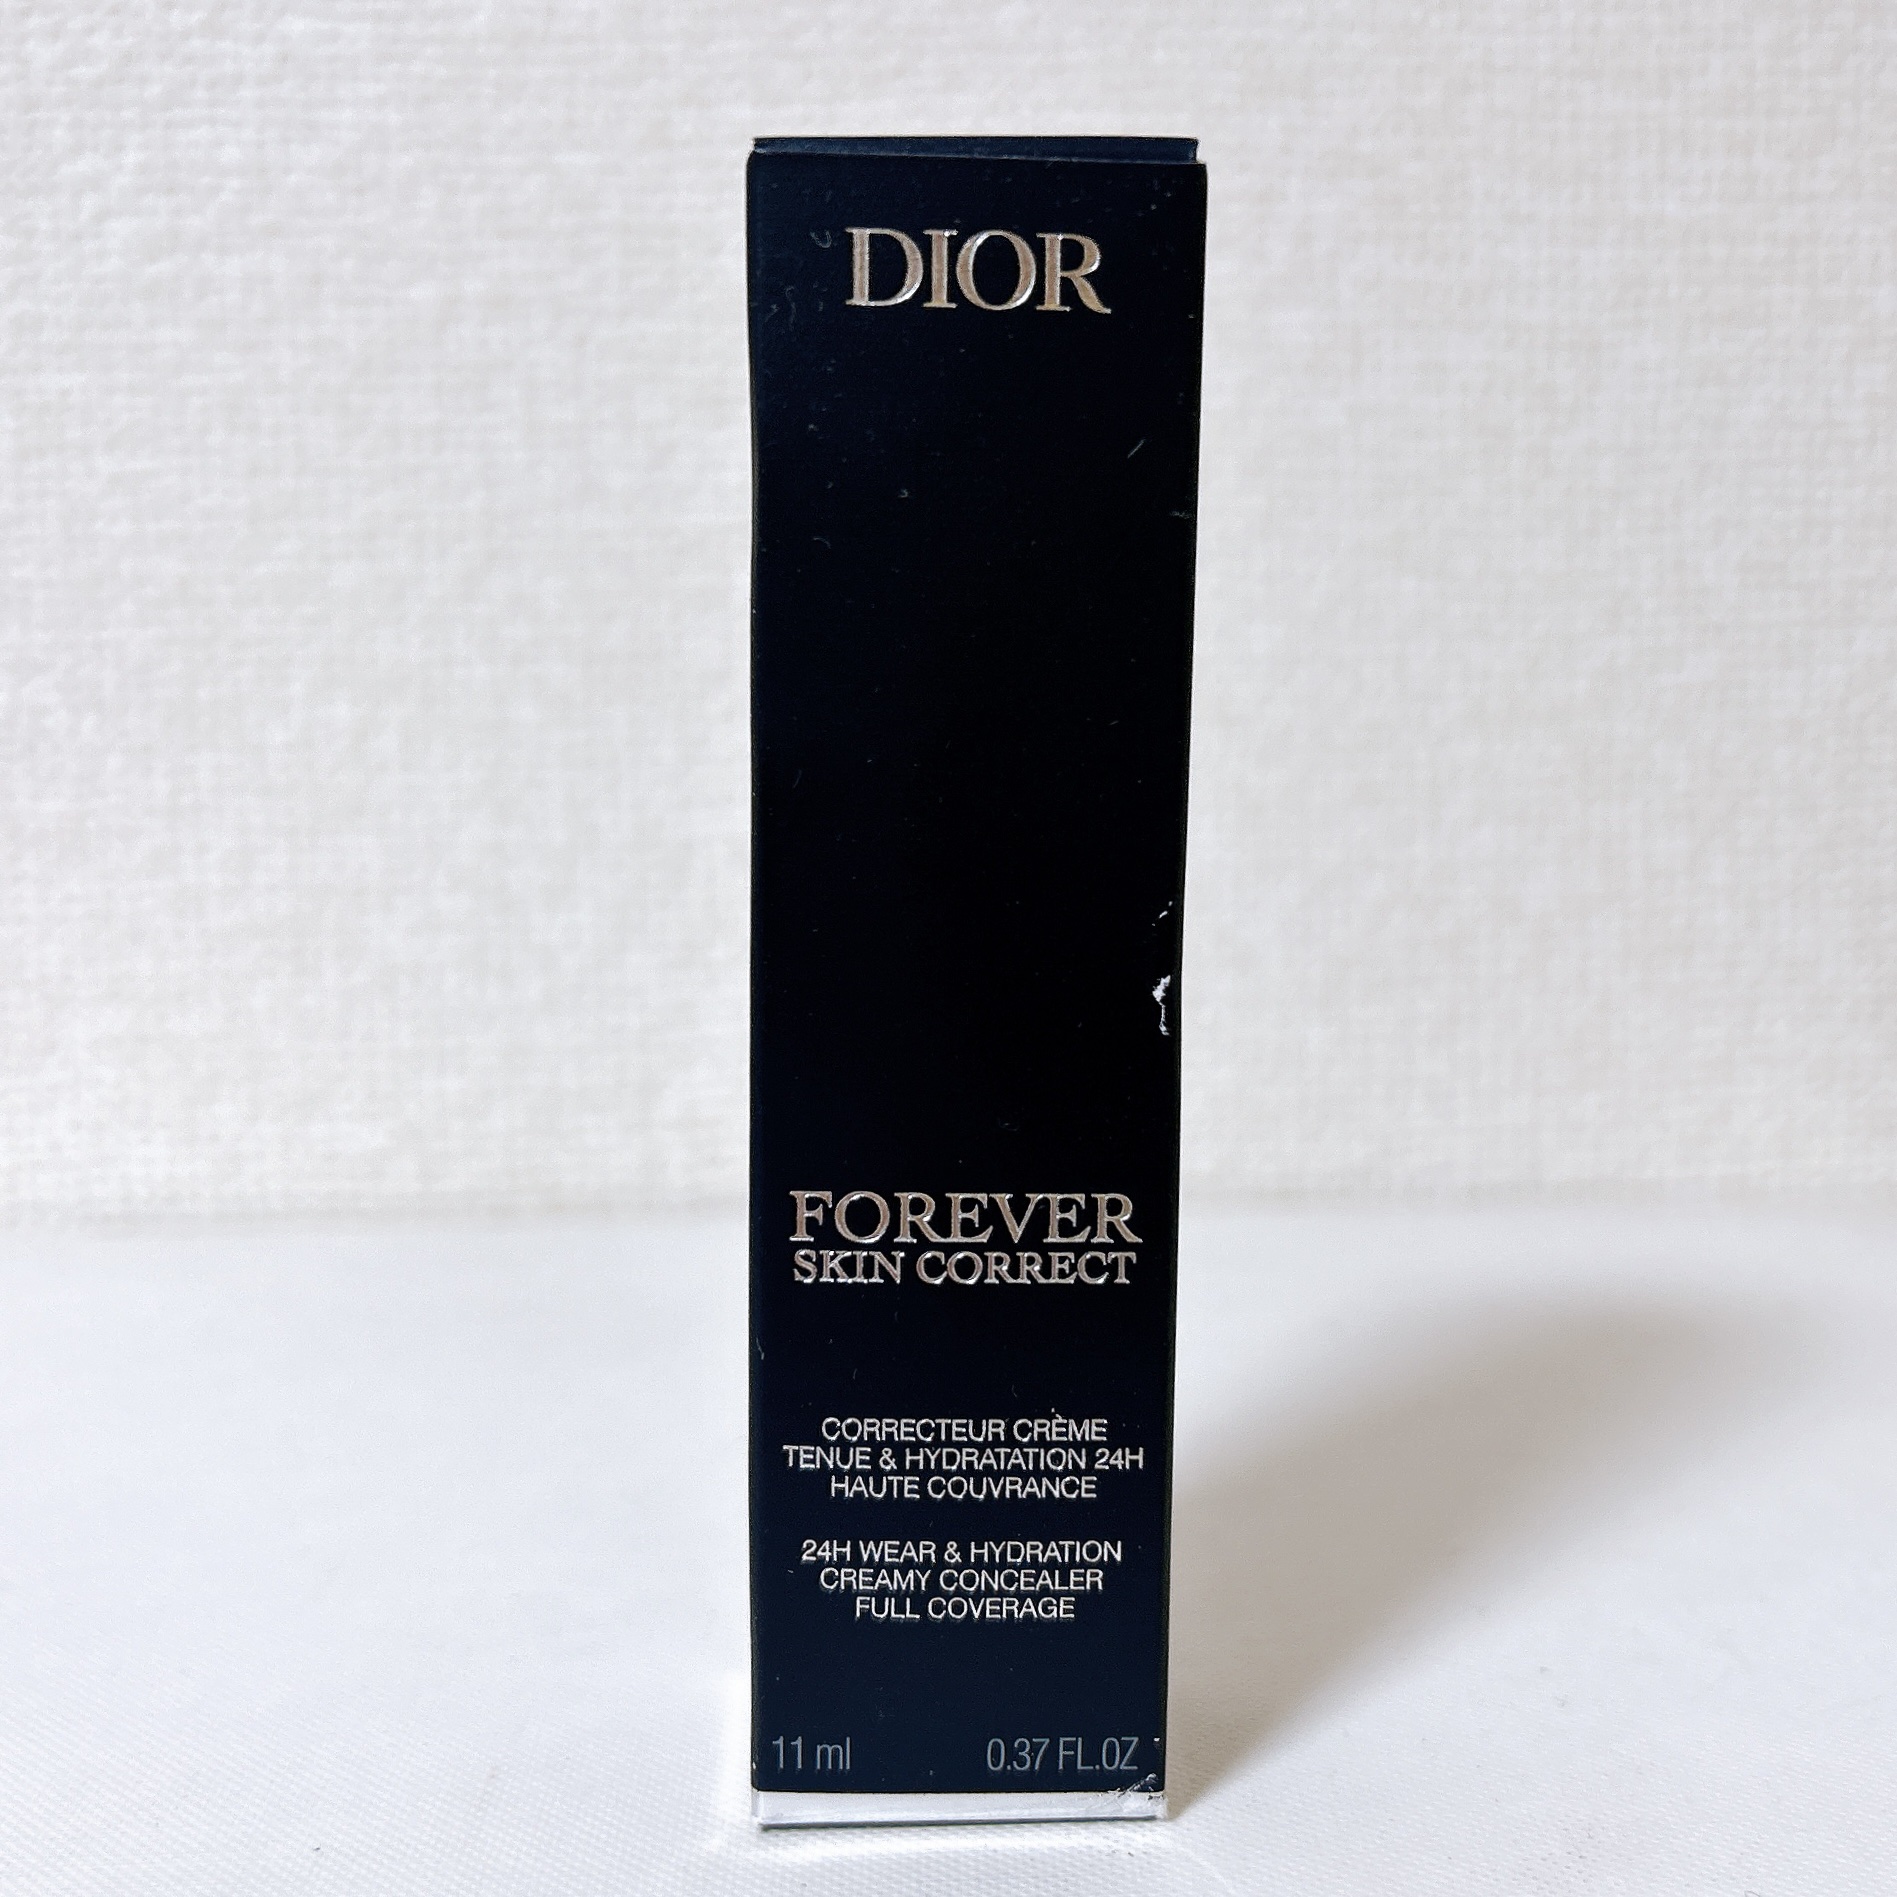 DIOR
FOREVER
SKIN CORRECT
CORRECTEUR CRÈME
TENUE & HYDRATATION 24H
HAUTE COUVRANCE
24H WEAR & HYDRATION
CREAMY CONCEALER
FULL COVERAGE
11 ml 0.37 FL.OZ